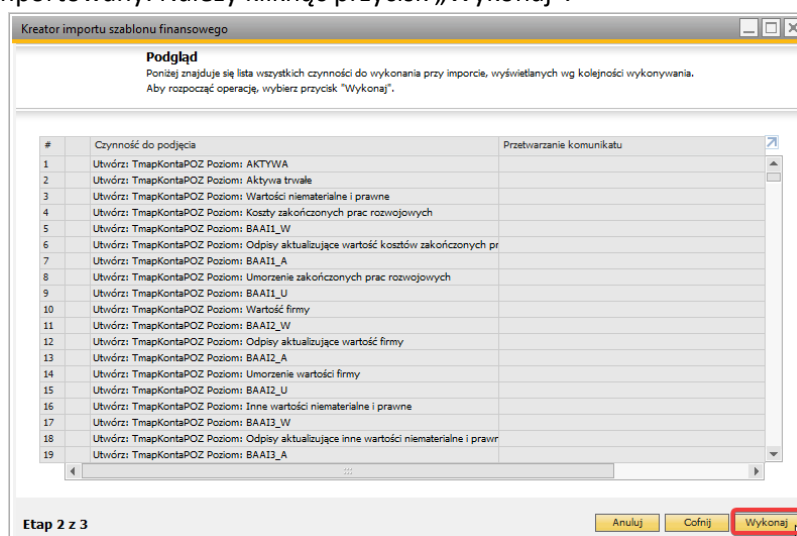 mportowany. Należy kliknąć przycisk „Wykonaj”.
Kreator importu szablonu finansowego
Podgląd
Poniżej znajduje się lista wszystkich czynności do wykonania przy imporcie, wyświetlanych wg kolejności wykonywania.
Aby rozpocząć operację, wybierz przycisk "Wykonaj".
# Czynność do podjęcia Przetwarzanie komunikatu
1 Utwórz: TmapKontaPOZ Poziom: AKTYWA
2 Utwórz: TmapKontaPOZ Poziom: Aktywa trwałe
3 Utwórz: TmapKontaPOZ Poziom: Wartości niematerialne i prawne
4 Utwórz: TmapKontaPOZ Poziom: Koszty zakończonych prac rozwojowych
5 Utwórz: TmapKontaPOZ Poziom: BAAI1_W
6 Utwórz: TmapKontaPOZ Poziom: Odpisy aktualizujące wartość kosztów zakończonych pr
7 Utwórz: TmapKontaPOZ Poziom: BAAI1_A
8 Utwórz: TmapKontaPOZ Poziom: Umorzenie zakończonych prac rozwojowych
9 Utwórz: TmapKontaPOZ Poziom: BAAI1_U
10 Utwórz: TmapKontaPOZ Poziom: Wartość firmy
11 Utwórz: TmapKontaPOZ Poziom: BAAI2_W
12 Utwórz: TmapKontaPOZ Poziom: Odpisy aktualizujące wartość firmy
13 Utwórz: TmapKontaPOZ Poziom: BAAI2_A
14 Utwórz: TmapKontaPOZ Poziom: Umorzenie wartości firmy
15 Utwórz: TmapKontaPOZ Poziom: BAAI2_U
16 Utwórz: TmapKontaPOZ Poziom: Inne wartości niematerialne i prawne
17 Utwórz: TmapKontaPOZ Poziom: BAAI3_W
18 Utwórz: TmapKontaPOZ Poziom: Odpisy aktualizujące inne wartości niematerialne i prawr
19 Utwórz: TmapKontaPOZ Poziom: BAAI3_A
Etap 2 z 3 Anuluj Cofnij Wykonaj